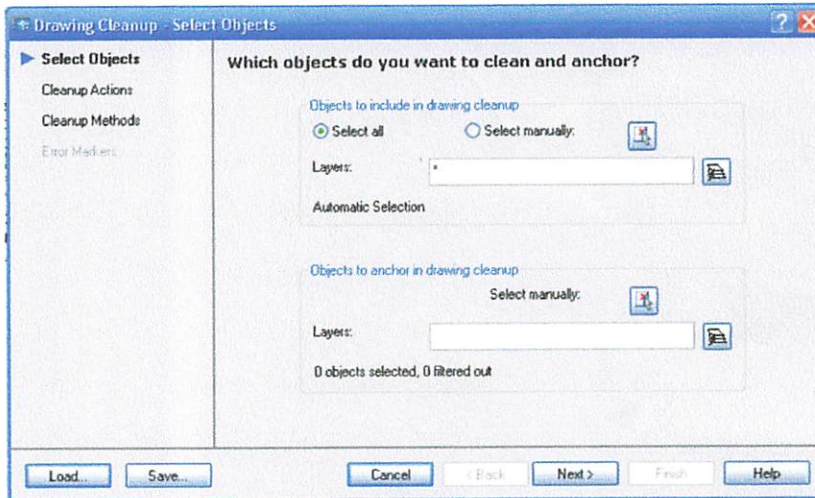 Drawing Cleanup - Select Objects
Select Objects
Cleanup Actions
Cleanup Methods
Error Markers
Which objects do you want to clean and anchor?
Objects to include in drawing cleanup
Select all Select manually:
Layers: *
Automatic Selection
Objects to anchor in drawing cleanup
Select manually:
Layers:
0 objects selected, 0 filtered out
Load... Save... Cancel < Back Next > Finish Help